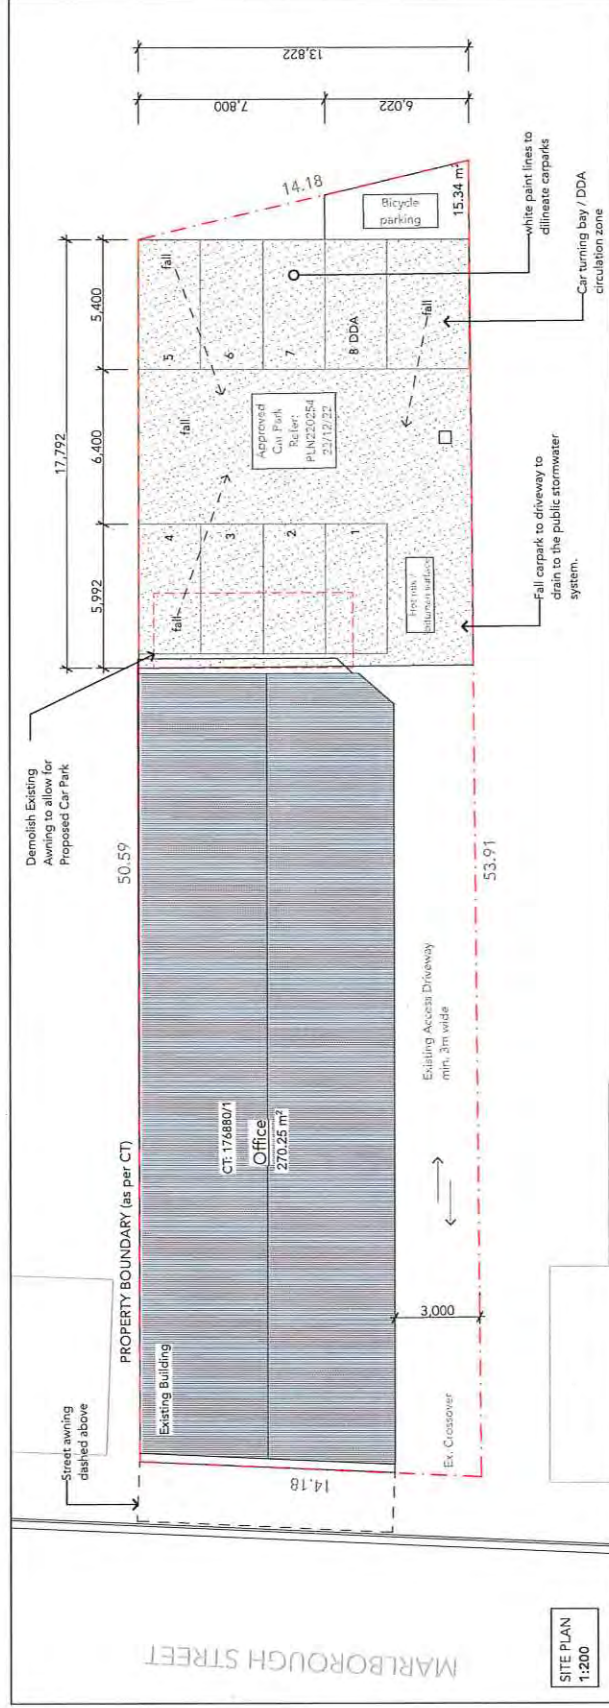 MARLBOROUGH STREET
SITE PLAN
1:200
Street awning
dashed above
PROPERTY BOUNDARY (as per CT)
Existing Building
CT: 176880/1
Office
270.25 m²
14.18
Ex. Crossover
3,000
Existing Access Driveway
min. 3m wide
50.59
53.91
Demolish Existing
Awning to allow for
Proposed Car Park
17,792
5,992
6,400
5,400
fall
4
3
2
1
Hot mix
bitumen surface
fall
Approved
Car Park
Refer:
PLN220254
22/12/22
fall
5
6
7
8 DDA
fall
14.18
Bicycle
parking
15.34 m²
13,822
7,800
6,022
white paint lines to
dilineate carparks
Car turning bay / DDA
circulation zone
Fall carpark to driveway to
drain to the public stormwater
system.